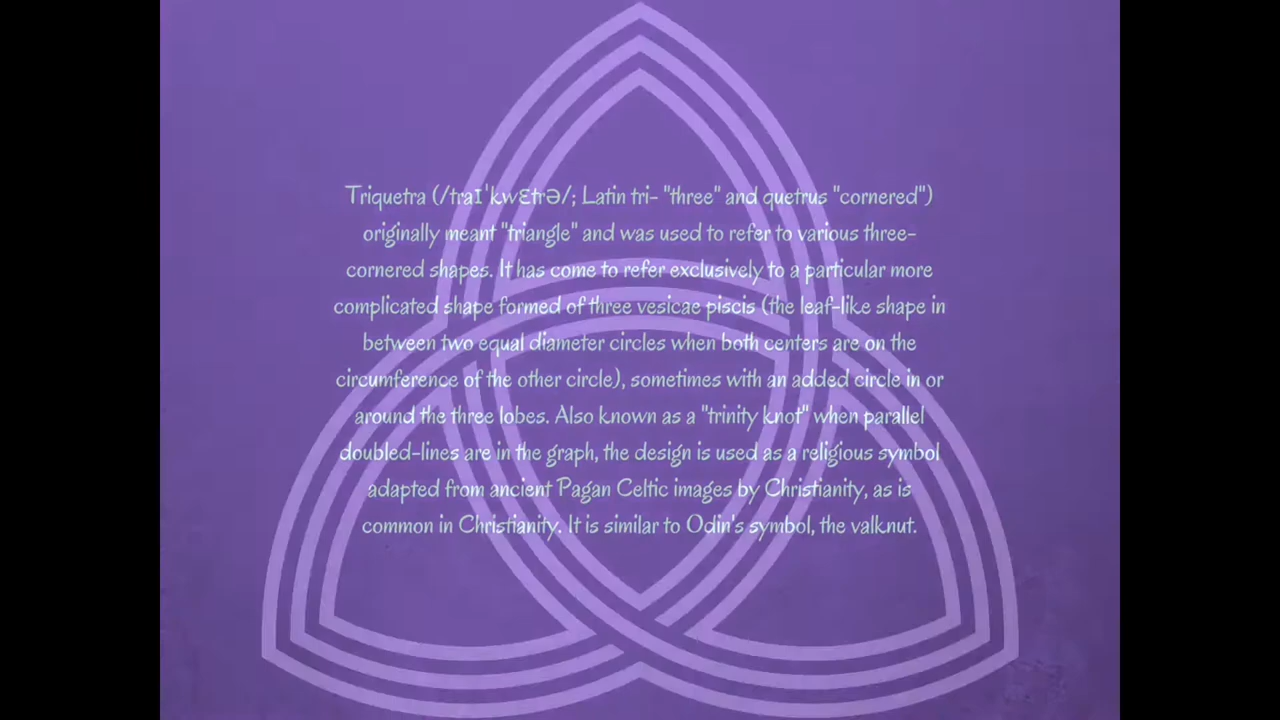 Triquetra (/traɪˈkwɛtrə/; Latin tri- "three" and quetrus "cornered")
originally meant "triangle" and was used to refer to various three-
cornered shapes. It has come to refer exclusively to a particular more
complicated shape formed of three vesicae piscis (the leaf-like shape in
between two equal diameter circles when both centers are on the
circumference of the other circle), sometimes with an added circle in or
around the three lobes. Also known as a "trinity knot" when parallel
doubled-lines are in the graph, the design is used as a religious symbol
adapted from ancient Pagan Celtic images by Christianity, as is
common in Christianity. It is similar to Odin's symbol, the valknut.